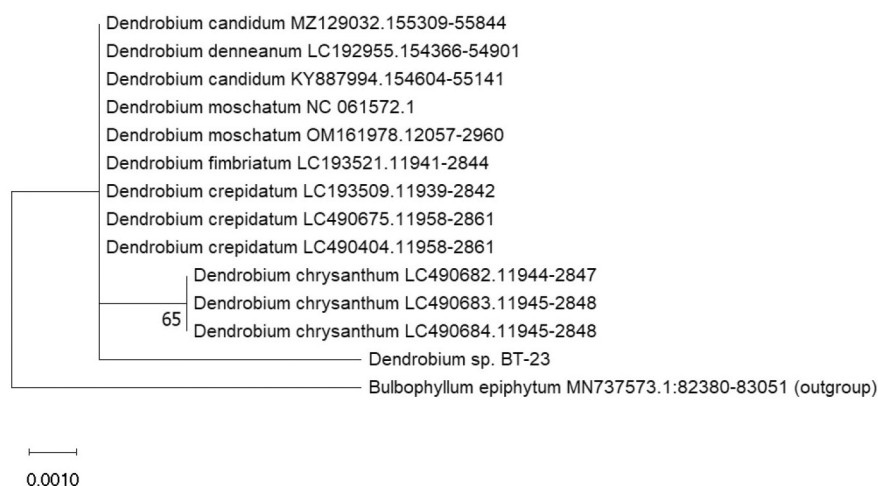 Dendrobium candidum MZ129032.155309-55844
Dendrobium denneanum LC192955.154366-54901
Dendrobium candidum KY887994.154604-55141
Dendrobium moschatum NC 061572.1
Dendrobium moschatum OM161978.12057-2960
Dendrobium fimbriatum LC193521.11941-2844
Dendrobium crepidatum LC193509.11939-2842
Dendrobium crepidatum LC490675.11958-2861
Dendrobium crepidatum LC490404.11958-2861
Dendrobium chrysanthum LC490682.11944-2847
Dendrobium chrysanthum LC490683.11945-2848
65
Dendrobium chrysanthum LC490684.11945-2848
Dendrobium sp. BT-23
Bulbophyllum epiphytum MN737573.1:82380-83051 (outgroup)
0.0010